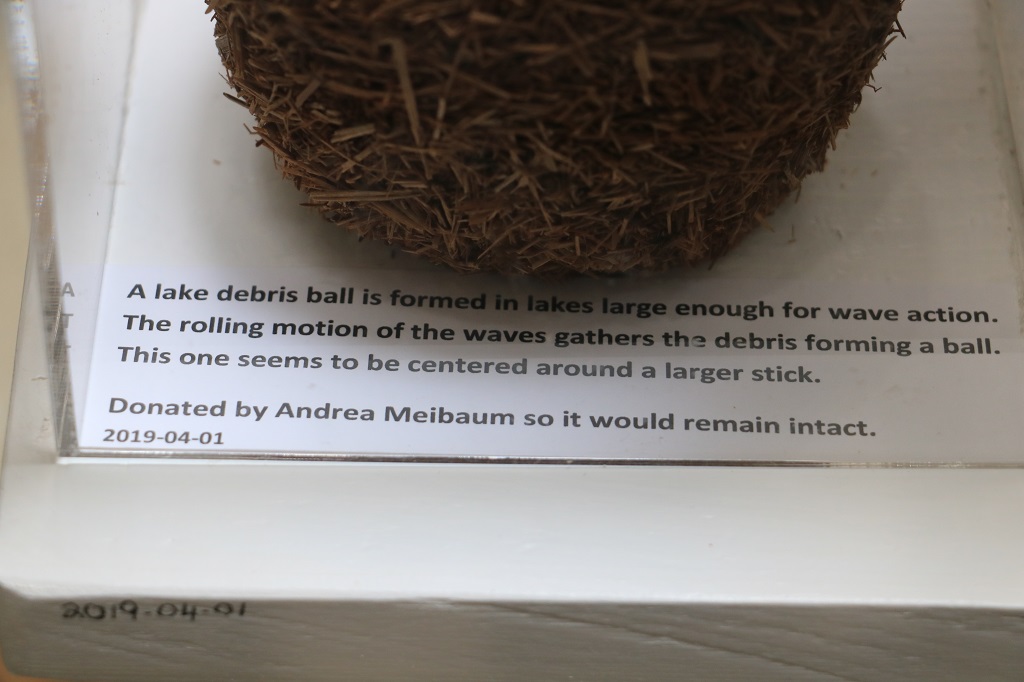 A lake debris ball is formed in lakes large enough for wave action.
The rolling motion of the waves gathers the debris forming a ball.
This one seems to be centered around a larger stick.
Donated by Andrea Meibaum so it would remain intact.
2019-04-01
2019-04-01